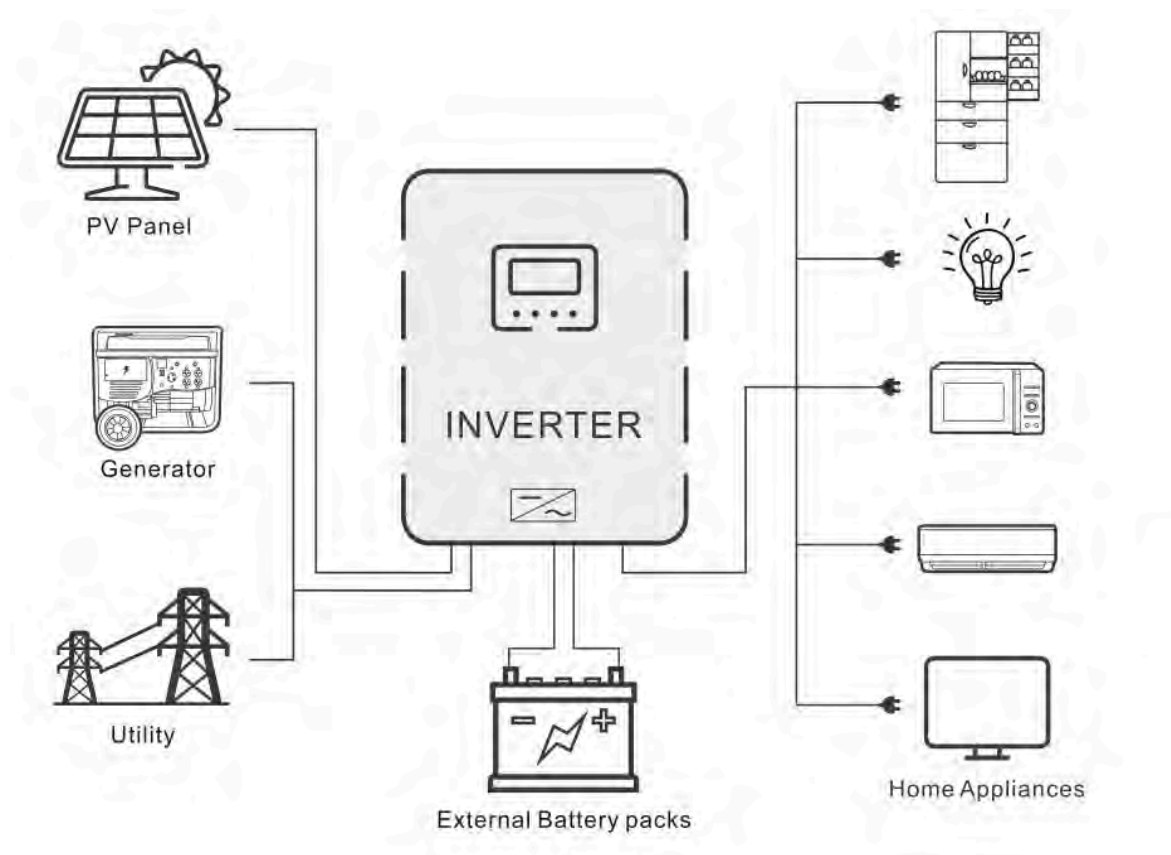 PV Panel
Generator
INVERTER
Utility
External Battery packs
Home Appliances